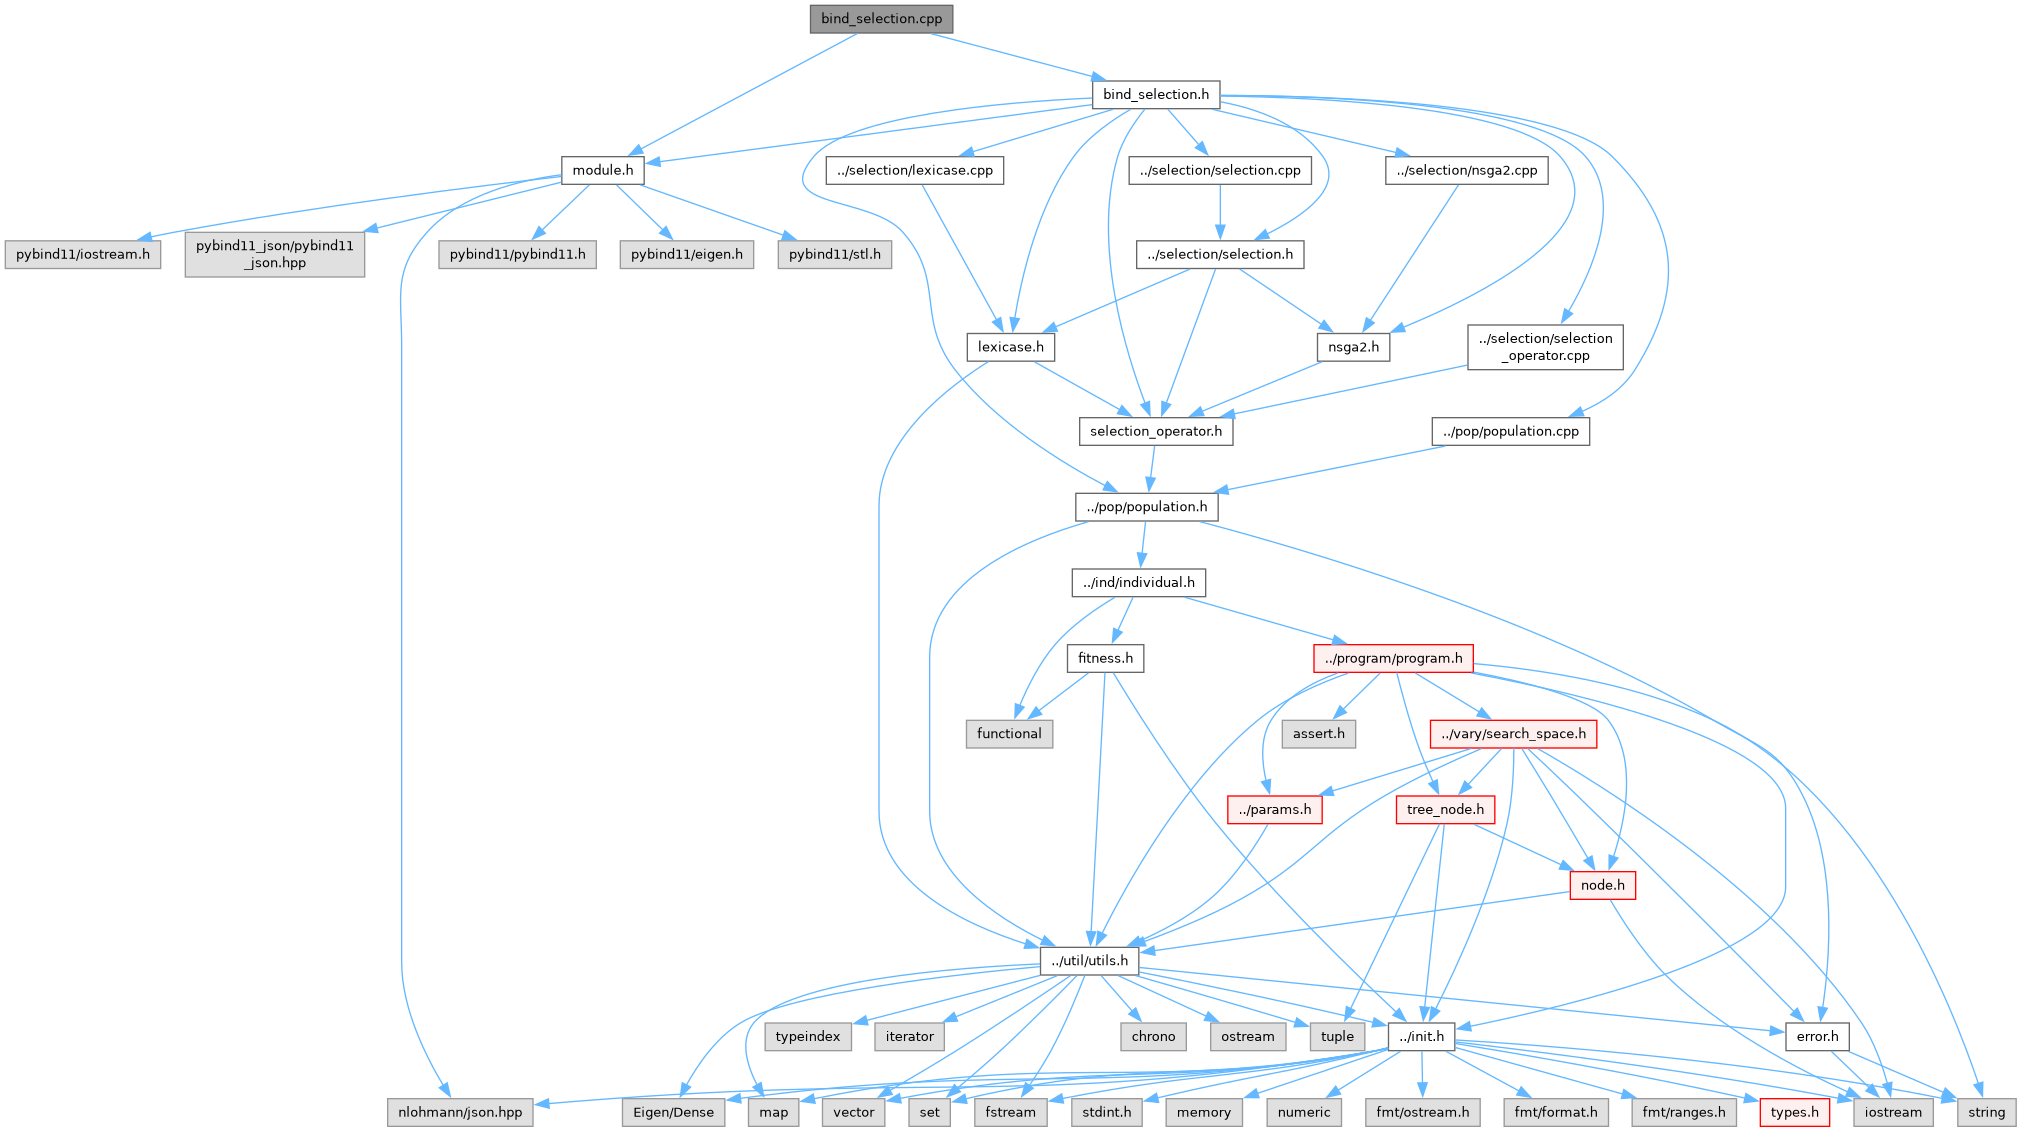 bind_selection.cpp
bind_selection.h
module.h
../selection/lexicase.cpp
../selection/selection.cpp
../selection/nsga2.cpp
pybind11/iostream.h
pybind11_json/pybind11
_json.hpp
pybind11/pybind11.h
pybind11/eigen.h
pybind11/stl.h
../selection/selection.h
lexicase.h
nsga2.h
../selection/selection
_operator.cpp
selection_operator.h
../pop/population.cpp
../pop/population.h
../ind/individual.h
fitness.h
../program/program.h
functional
assert.h
../vary/search_space.h
../params.h
tree_node.h
node.h
../util/utils.h
typeindex
iterator
chrono
ostream
tuple
../init.h
error.h
nlohmann/json.hpp
Eigen/Dense
map
vector
set
fstream
stdint.h
memory
numeric
fmt/ostream.h
fmt/format.h
fmt/ranges.h
types.h
iostream
string